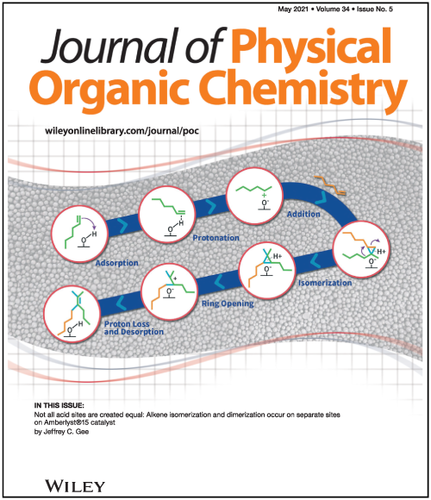 May 2021 • Volume 34 • Issue No. 5
Journal of Physical
Organic Chemistry
wileyonlinelibrary.com/journal/poc
Adsorption
Protonation
Addition
Isomerization
Ring Opening
Proton Loss
and Desorption
O H
O H
O⁻
H+
O⁻
H+
O⁻
O⁻
O H
IN THIS ISSUE:
Not all acid sites are created equal: Alkene isomerization and dimerization occur on separate sites
on Amberlyst®15 catalyst
by Jeffrey C. Gee
WILEY